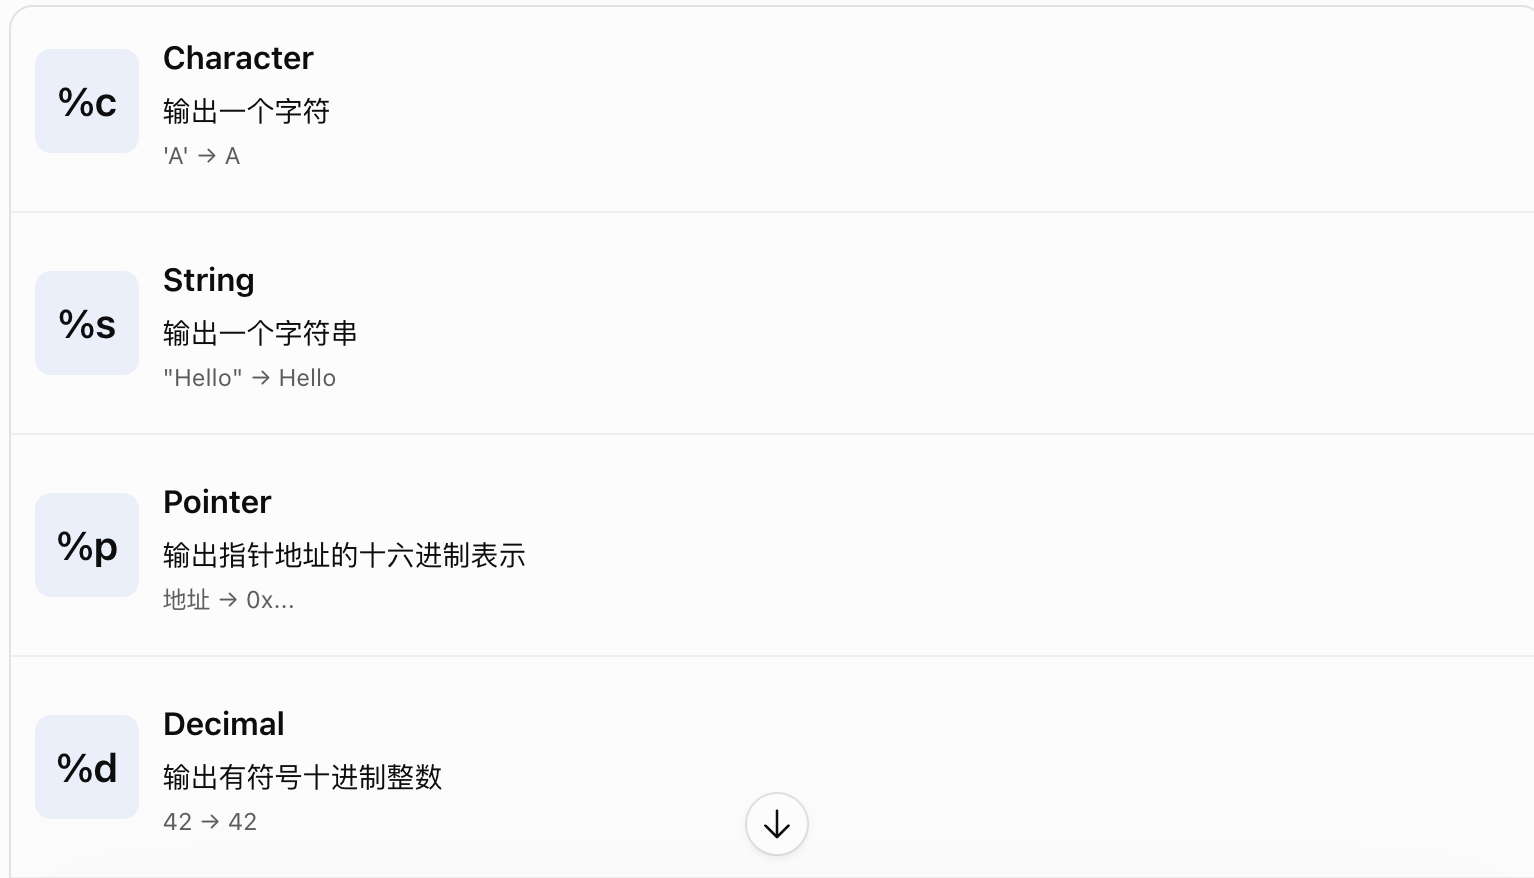 %c
Character
输出一个字符
'A' → A
%s
String
输出一个字符串
"Hello" → Hello
%p
Pointer
输出指针地址的十六进制表示
地址 → 0x...
%d
Decimal
输出有符号十进制整数
42 → 42